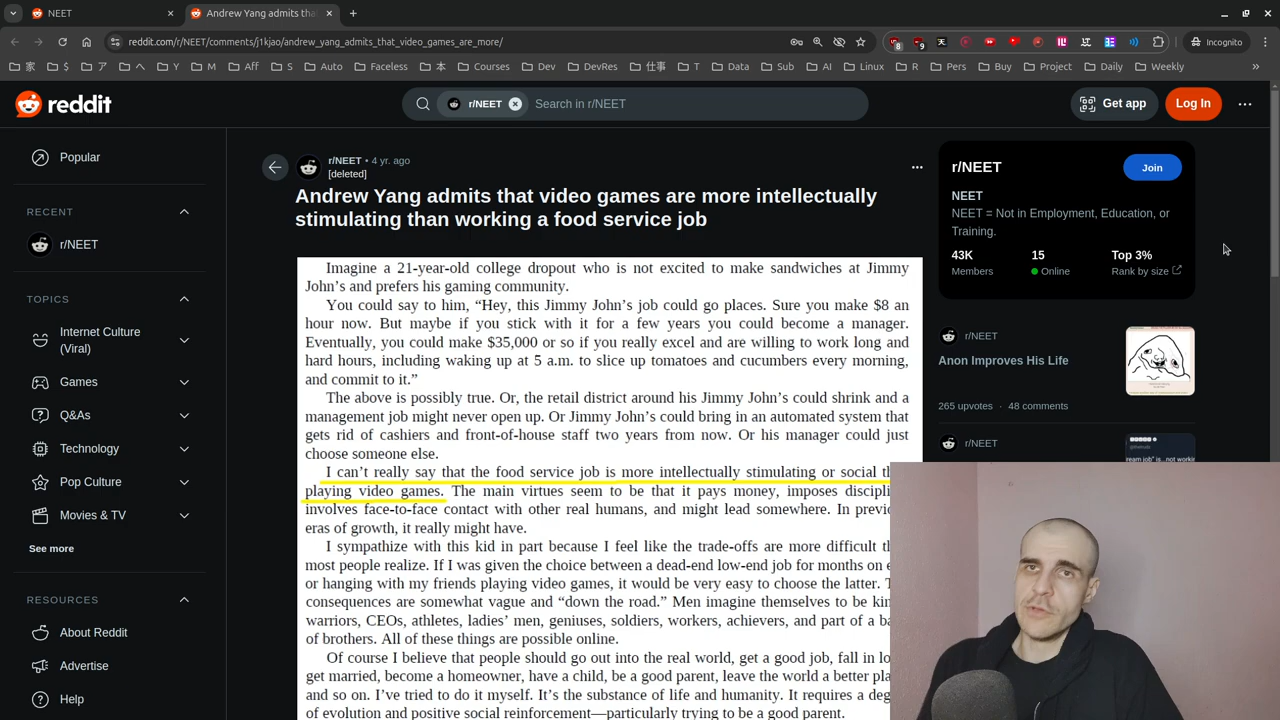 NEET
Andrew Yang admits that
reddit.com/r/NEET/comments/j1kjao/andrew_yang_admits_that_video_games_are_more/
8
9
Incognito
家
$
ア
へ
Y
M
Aff
S
Auto
Faceless
本
Courses
Dev
DevRes
仕事
T
Data
Sub
AI
Linux
R
Pers
Buy
Project
Daily
Weekly
reddit
r/NEET
Search in r/NEET
Get app
Log In
Popular
RECENT
r/NEET
TOPICS
Internet Culture
(Viral)
Games
Q&As
Technology
Pop Culture
Movies & TV
See more
RESOURCES
About Reddit
Advertise
Help
r/NEET • 4 yr. ago
[deleted]
Andrew Yang admits that video games are more intellectually
stimulating than working a food service job
Imagine a 21-year-old college dropout who is not excited to make sandwiches at Jimmy
John's and prefers his gaming community.
You could say to him, “Hey, this Jimmy John's job could go places. Sure you make $8 an
hour now. But maybe if you stick with it for a few years you could become a manager.
Eventually, you could make $35,000 or so if you really excel and are willing to work long and
hard hours, including waking up at 5 a.m. to slice up tomatoes and cucumbers every morning,
and commit to it.”
The above is possibly true. Or, the retail district around his Jimmy John's could shrink and a
management job might never open up. Or Jimmy John's could bring in an automated system that
gets rid of cashiers and front-of-house staff two years from now. Or his manager could just
choose someone else.
I can't really say that the food service job is more intellectually stimulating or social th
playing video games. The main virtues seem to be that it pays money, imposes discipli
involves face-to-face contact with other real humans, and might lead somewhere. In previo
eras of growth, it really might have.
I sympathize with this kid in part because I feel like the trade-offs are more difficult th
most people realize. If I was given the choice between a dead-end low-end job for months on e
or hanging with my friends playing video games, it would be very easy to choose the latter. T
consequences are somewhat vague and “down the road.” Men imagine themselves to be kin
warriors, CEOs, athletes, ladies' men, geniuses, soldiers, workers, achievers, and part of a ba
of brothers. All of these things are possible online.
Of course I believe that people should go out into the real world, get a good job, fall in lo
get married, become a homeowner, have a child, be a good parent, leave the world a better pla
and so on. I've tried to do it myself. It's the substance of life and humanity. It requires a deg
of evolution and positive social reinforcement—particularly trying to be a good parent.
r/NEET
Join
NEET
NEET = Not in Employment, Education, or
Training.
43K
15
Top 3%
Members
Online
Rank by size
r/NEET
Anon Improves His Life
265 upvotes • 48 comments
r/NEET
ream job" is...not workin